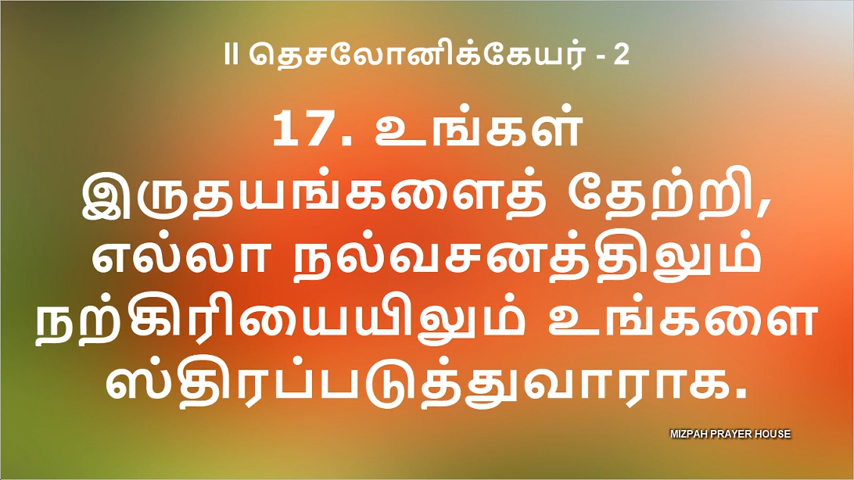 II தெசலோனிக்கேயர் - 2
17. உங்கள்
இருதயங்களைத் தேற்றி,
எல்லா நல்வசனத்திலும்
நற்கிரியையிலும் உங்களை
ஸ்திரப்படுத்துவாராக.
MIZPAH PRAYER HOUSE